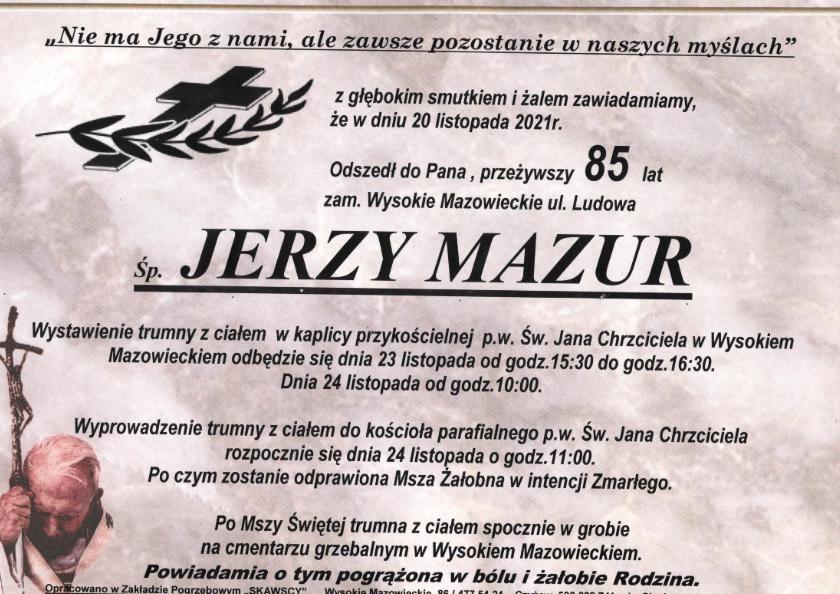 „Nie ma Jego z nami, ale zawsze pozostanie w naszych myślach”
z głębokim smutkiem i żalem zawiadamiamy,
że w dniu 20 listopada 2021r.
Odszedł do Pana , przeżywszy 85 lat
zam. Wysokie Mazowieckie ul. Ludowa
Śp. JERZY MAZUR
Wystawienie trumny z ciałem w kaplicy przykościelnej p.w. Św. Jana Chrzciciela w Wysokiem
Mazowieckiem odbędzie się dnia 23 listopada od godz.15:30 do godz.16:30.
Dnia 24 listopada od godz.10:00.
Wyprowadzenie trumny z ciałem do kościoła parafialnego p.w. Św. Jana Chrzciciela
rozpocznie się dnia 24 listopada o godz.11:00.
Po czym zostanie odprawiona Msza Żałobna w intencji Zmarłego.
Po Mszy Świętej trumna z ciałem spocznie w grobie
na cmentarzu grzebalnym w Wysokiem Mazowieckiem.
Powiadamia o tym pogrążona w bólu i żałobie Rodzina.
Opracowano w Zakładzie Pogrzebowym „SKAWSCY” Wysokie Mazowieckie